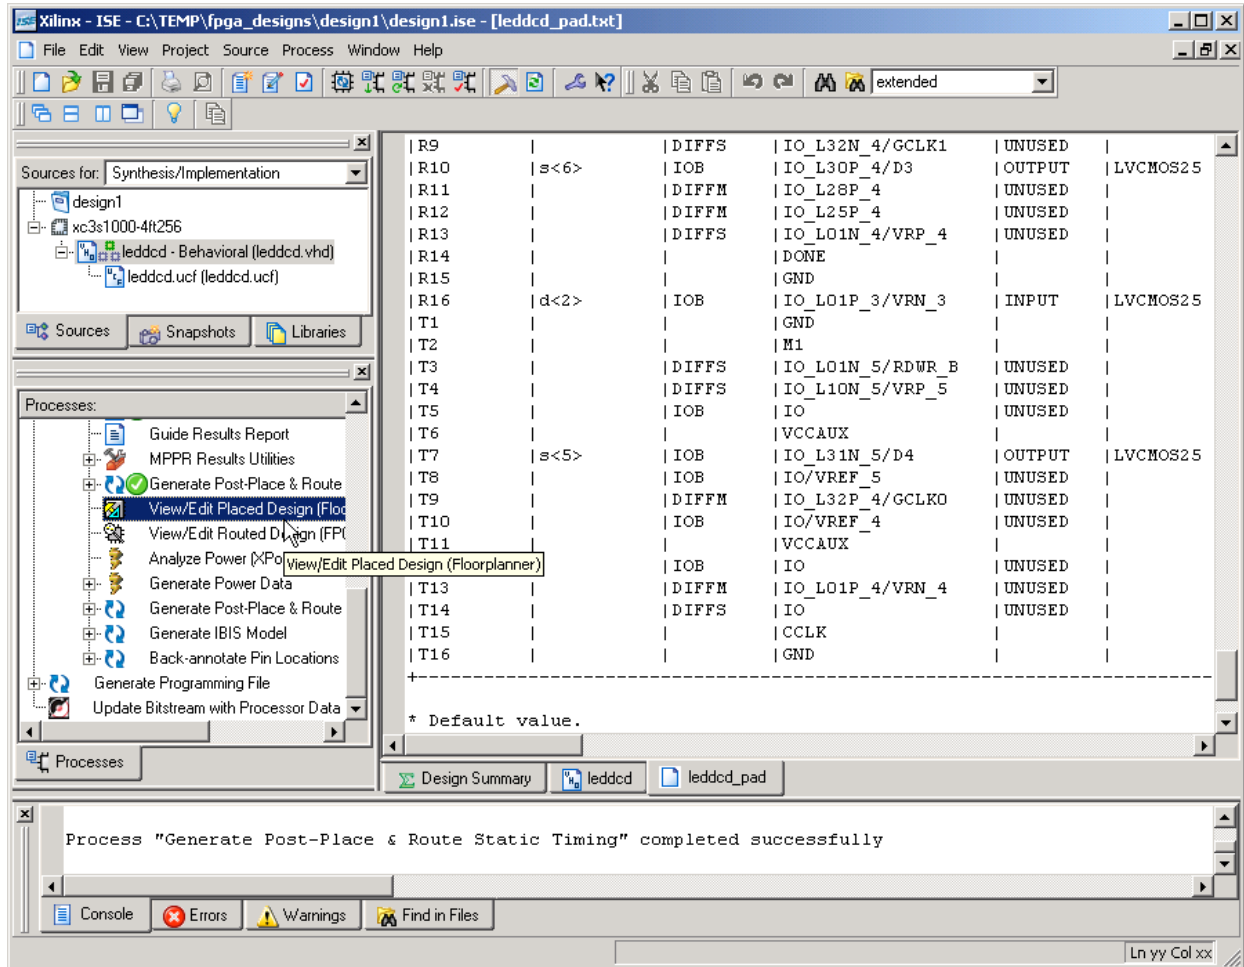 Xilinx - ISE - C:\TEMP\fpga_designs\design1\design1.ise - [leddcd_pad.txt]
File Edit View Project Source Process Window Help
extended
Sources for: Synthesis/Implementation
design1
xc3s1000-4ft256
leddcd - Behavioral (leddcd.vhd)
leddcd.ucf (leddcd.ucf)
Sources Snapshots Libraries
Processes:
Guide Results Report
MPPR Results Utilities
Generate Post-Place & Route
View/Edit Placed Design (Floo
View/Edit Routed Design (FPG
Analyze Power (XPo
View/Edit Placed Design (Floorplanner)
Generate Power Data
Generate Post-Place & Route
Generate IBIS Model
Back-annotate Pin Locations
Generate Programming File
Update Bitstream with Processor Data
Processes
|R9 | |DIFFS |IO_L32N_4/GCLK1 |UNUSED |
|R10 |s<6> |IOB |IO_L30P_4/D3 |OUTPUT |LVCMOS25
|R11 | |DIFFM |IO_L28P_4 |UNUSED |
|R12 | |DIFFM |IO_L25P_4 |UNUSED |
|R13 | |DIFFS |IO_L01N_4/VRP_4 |UNUSED |
|R14 | | |DONE | |
|R15 | | |GND | |
|R16 |d<2> |IOB |IO_L01P_3/VRN_3 |INPUT |LVCMOS25
|T1 | | |GND | |
|T2 | | |M1 | |
|T3 | |DIFFS |IO_L01N_5/RDWR_B |UNUSED |
|T4 | |DIFFS |IO_L10N_5/VRP_5 |UNUSED |
|T5 | |IOB |IO |UNUSED |
|T6 | | |VCCAUX | |
|T7 |s<5> |IOB |IO_L31N_5/D4 |OUTPUT |LVCMOS25
|T8 | |IOB |IO/VREF_5 |UNUSED |
|T9 | |DIFFM |IO_L32P_4/GCLK0 |UNUSED |
|T10 | |IOB |IO/VREF_4 |UNUSED |
|T11 | | |VCCAUX | |
| |IOB |IO |UNUSED |
|T13 | |DIFFM |IO_L01P_4/VRN_4 |UNUSED |
|T14 | |DIFFS |IO |UNUSED |
|T15 | | |CCLK | |
|T16 | | |GND | |
+-------------------------------------------------------
* Default value.
Design Summary leddcd leddcd_pad
Process "Generate Post-Place & Route Static Timing" completed successfully
Console Errors Warnings Find in Files
Ln yy Col xx